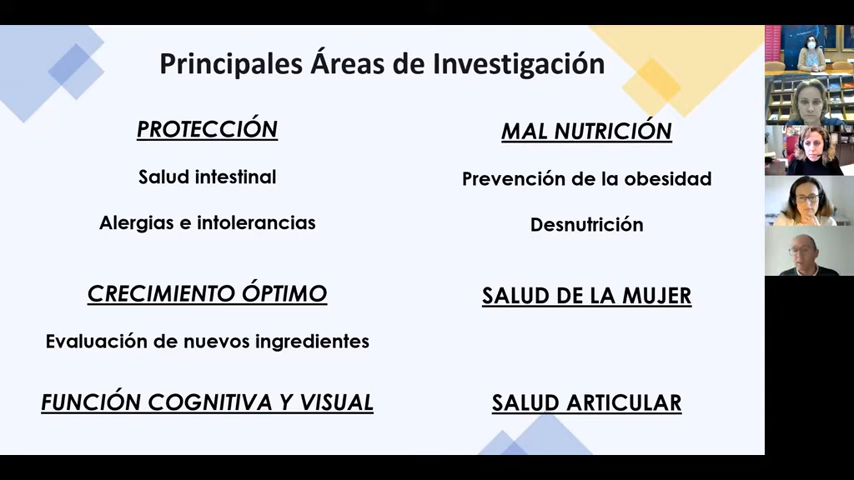 Principales Áreas de Investigación
PROTECCIÓN
Salud intestinal
Alergias e intolerancias
CRECIMIENTO ÓPTIMO
Evaluación de nuevos ingredientes
FUNCIÓN COGNITIVA Y VISUAL
MAL NUTRICIÓN
Prevención de la obesidad
Desnutrición
SALUD DE LA MUJER
SALUD ARTICULAR